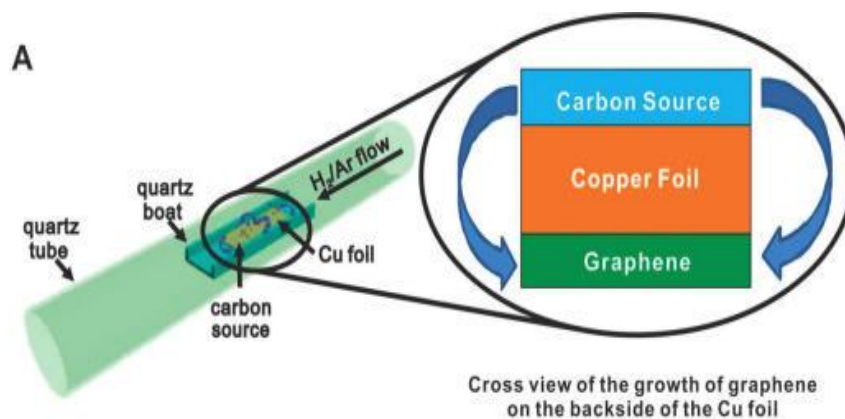 A
quartz
tube
quartz
boat
H₂/Ar flow
Cu foil
carbon
source
Carbon Source
Copper Foil
Graphene
Cross view of the growth of graphene
on the backside of the Cu foil